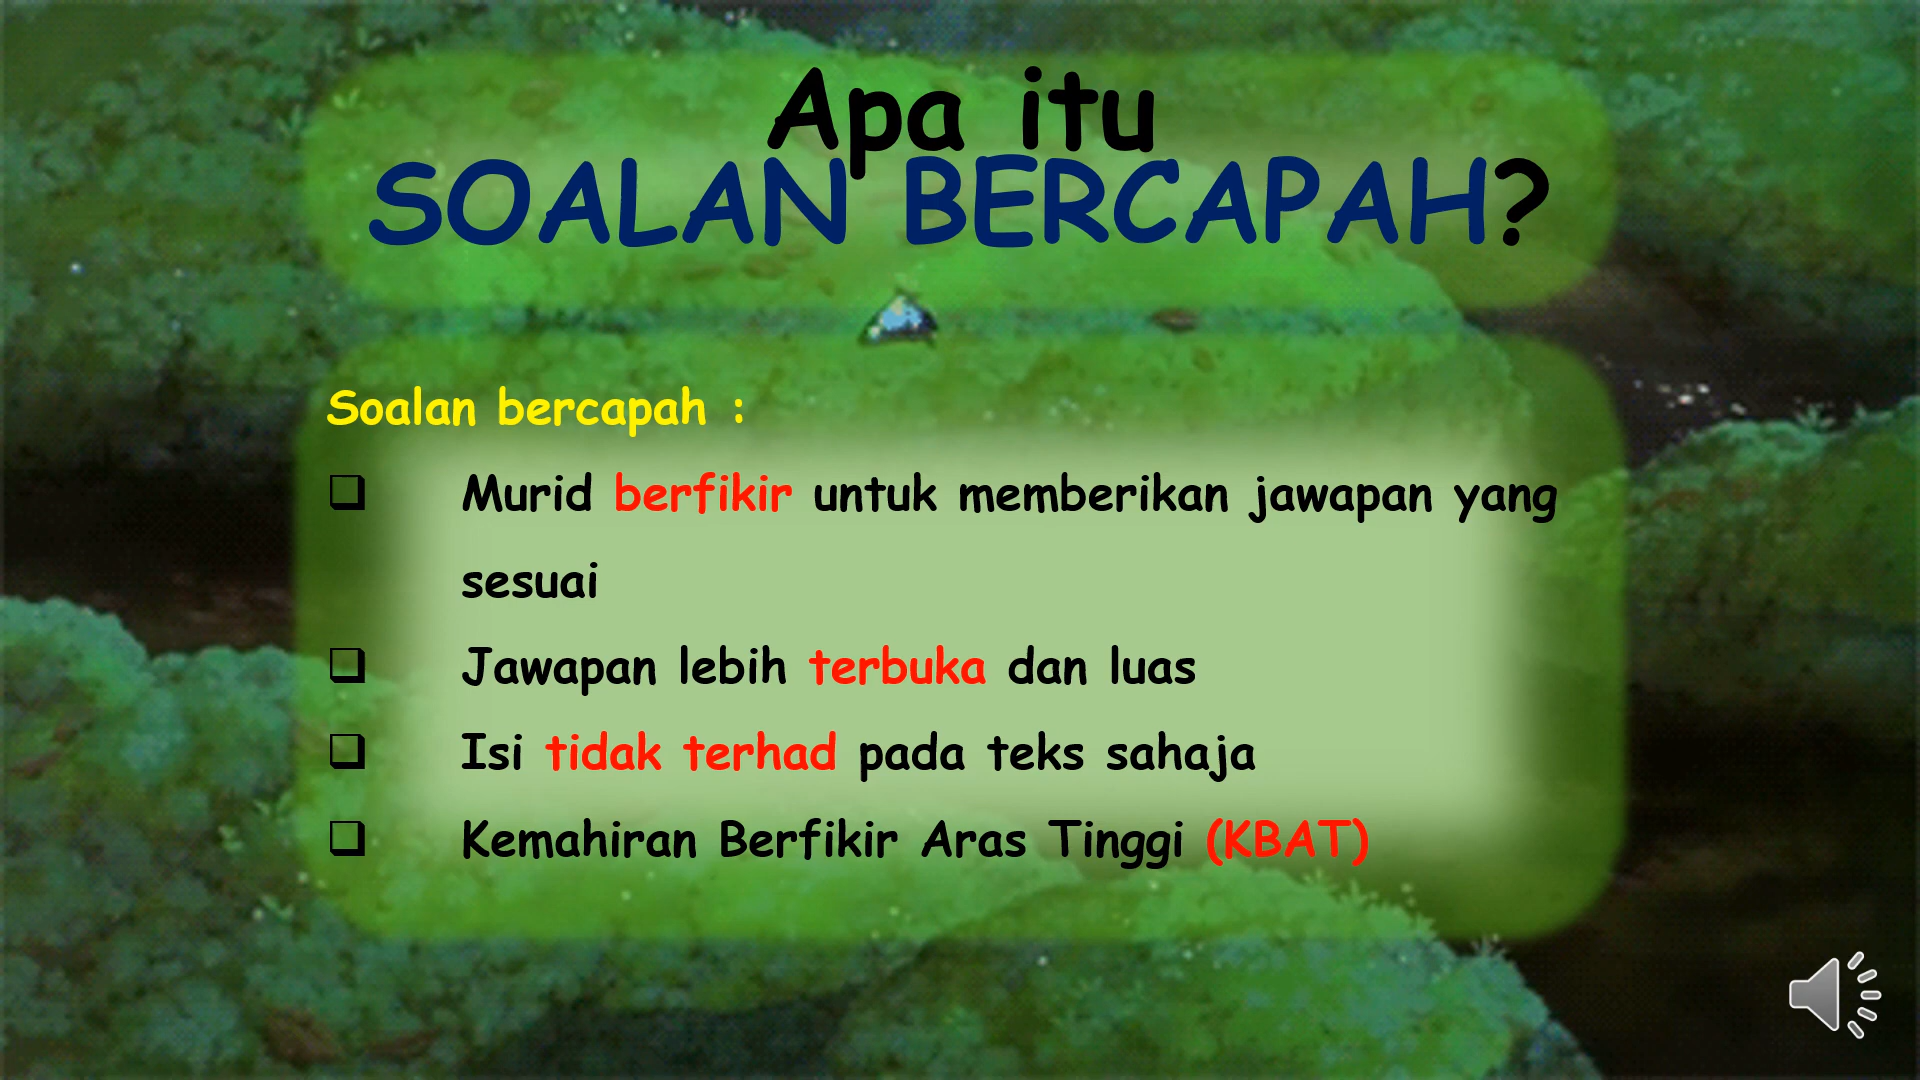 Apa itu
SOALAN BERCAPAH?
Soalan bercapah :
❑ Murid berfikir untuk memberikan jawapan yang
sesuai
❑ Jawapan lebih terbuka dan luas
❑ Isi tidak terhad pada teks sahaja
❑ Kemahiran Berfikir Aras Tinggi (KBAT)